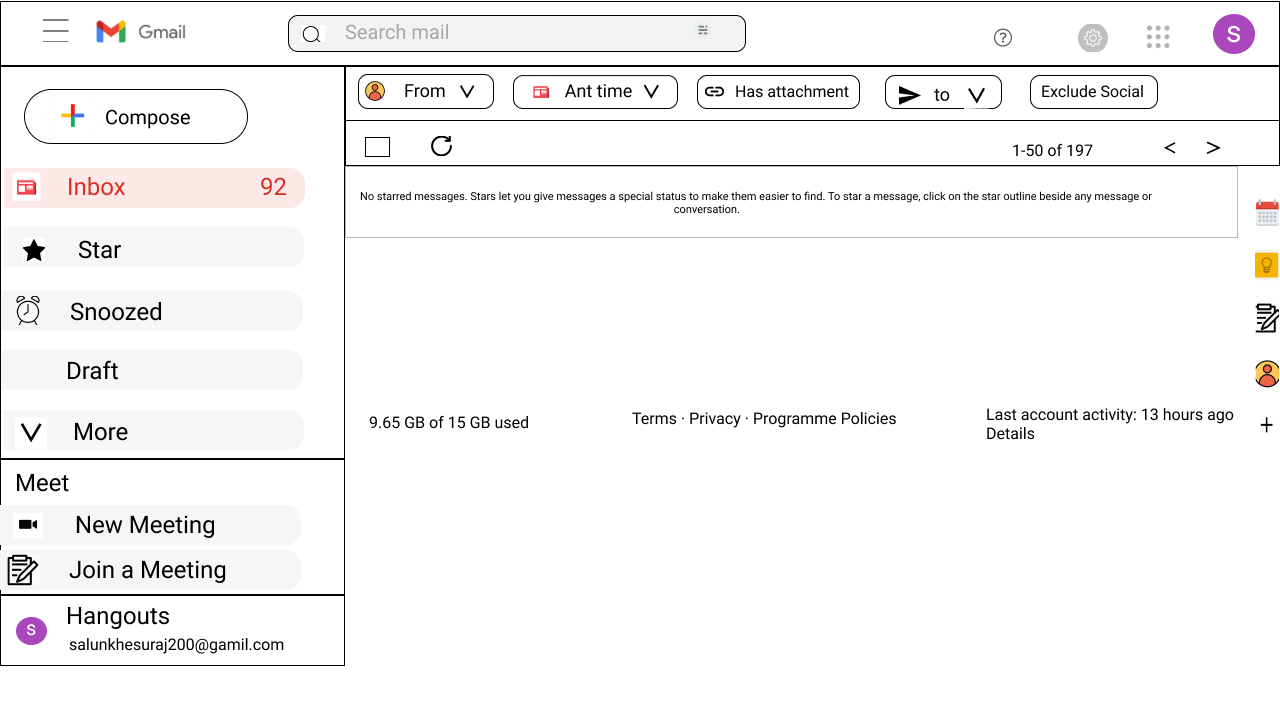 Gmail
Search mail
?
S
Compose
From
Ant time
Has attachment
to
Exclude Social
1-50 of 197
< >
Inbox 92
No starred messages. Stars let you give messages a special status to make them easier to find. To star a message, click on the star outline beside any message or
conversation.
Star
Snoozed
Draft
More
9.65 GB of 15 GB used
Terms · Privacy · Programme Policies
Last account activity: 13 hours ago
Details
+
Meet
New Meeting
Join a Meeting
S
Hangouts
salunkhesuraj200@gamil.com